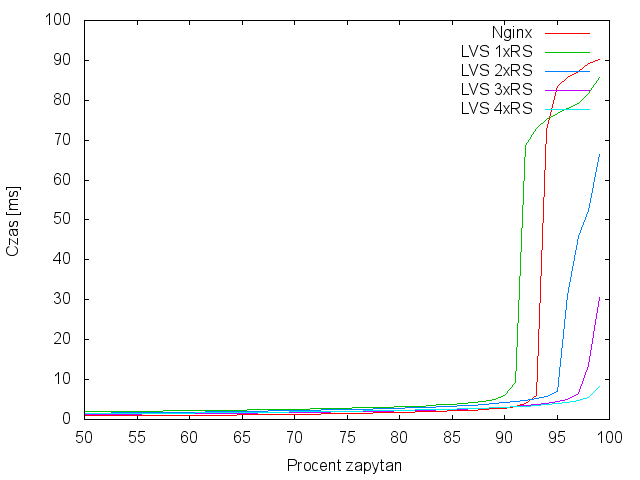 100
90
80
70
60
50
40
30
20
10
0
Czas [ms]
Nginx
LVS 1xRS
LVS 2xRS
LVS 3xRS
LVS 4xRS
50 55 60 65 70 75 80 85 90 95 100
Procent zapytan